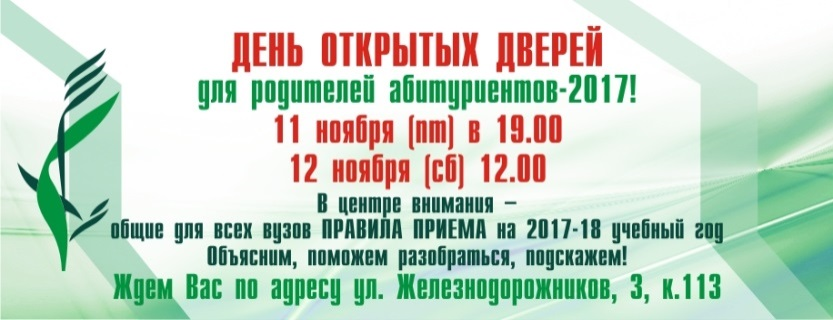 ДЕНЬ ОТКРЫТЫХ ДВЕРЕЙ
для родителей абитуриентов-2017!
11 ноября (пт) в 19.00
12 ноября (сб) 12.00
В центре внимания –
общие для всех вузов ПРАВИЛА ПРИЕМА на 2017-18 учебный год
Объясним, поможем разобраться, подскажем!
Ждем Вас по адресу ул. Железнодорожников, 3, к.113